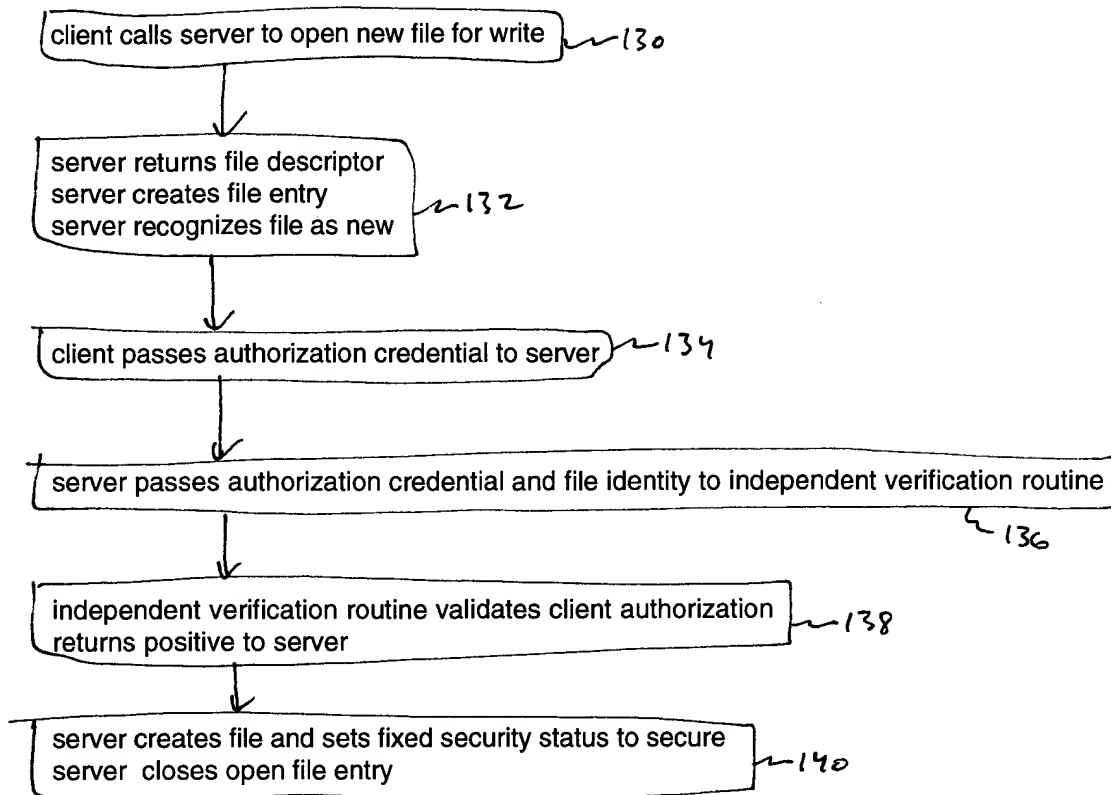 client calls server to open new file for write
130
server returns file descriptor
server creates file entry
server recognizes file as new
132
client passes authorization credential to server
134
server passes authorization credential and file identity to independent verification routine
136
independent verification routine validates client authorization
returns positive to server
138
server creates file and sets fixed security status to secure
server closes open file entry
140